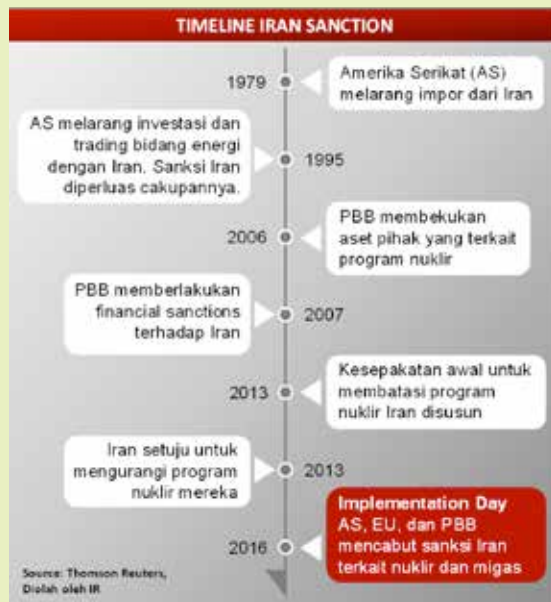 TIMELINE IRAN SANCTION
1979
Amerika Serikat (AS)
melarang impor dari Iran
AS melarang investasi dan
trading bidang energi
dengan Iran. Sanksi Iran
diperluas cakupannya.
1995
2006
PBB membekukan
aset pihak yang terkait
program nuklir
PBB memberlakukan
financial sanctions
terhadap Iran
2007
2013
Kesepakatan awal untuk
membatasi program
nuklir Iran disusun
Iran setuju untuk
mengurangi program
nuklir mereka
2013
2016
Implementation Day
AS, EU, dan PBB
mencabut sanksi Iran
terkait nuklir dan migas
Source: Thomson Reuters,
Diolah oleh IR